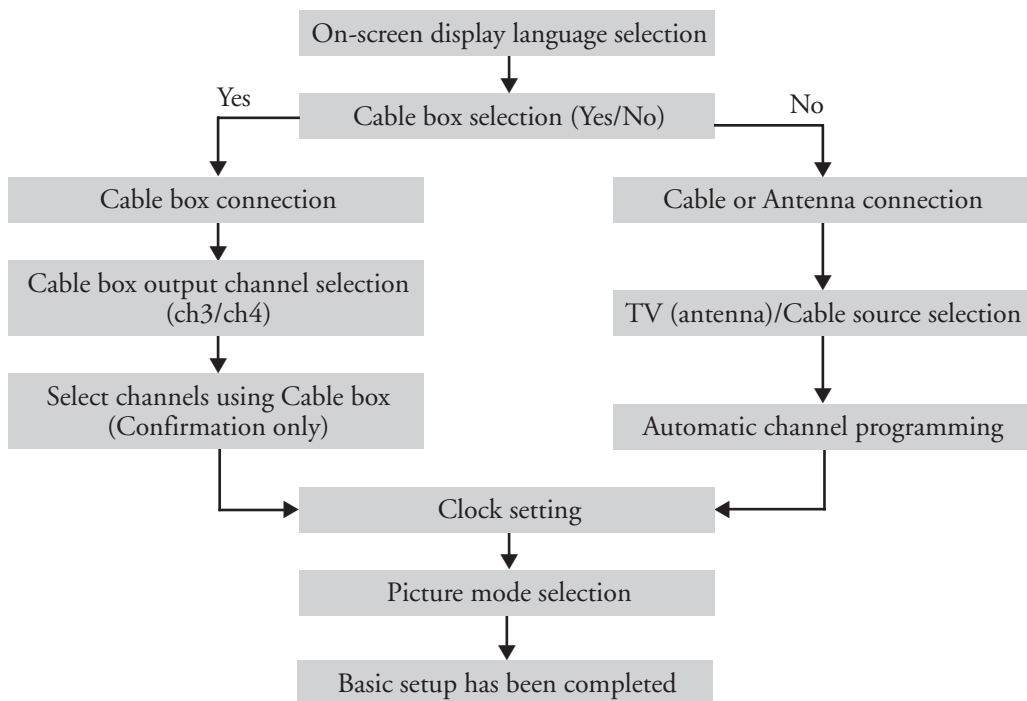 On-screen display language selection
Yes
Cable box selection (Yes/No)
No
Cable box connection
Cable or Antenna connection
Cable box output channel selection
(ch3/ch4)
TV (antenna)/Cable source selection
Select channels using Cable box
(Confirmation only)
Automatic channel programming
Clock setting
Picture mode selection
Basic setup has been completed